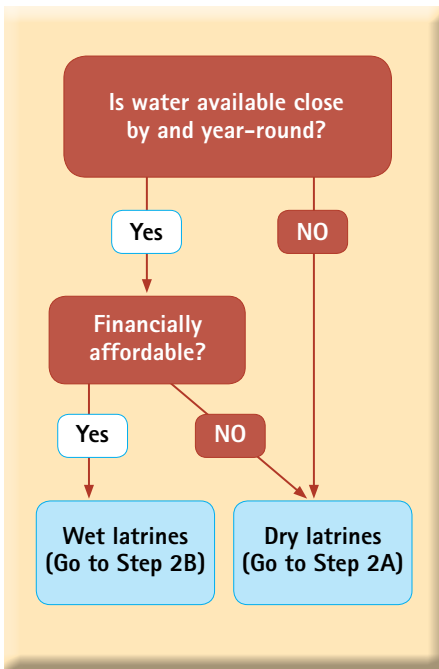 Is water available close
by and year-round?
Yes
NO
Financially
affordable?
Yes
NO
Wet latrines
(Go to Step 2B)
Dry latrines
(Go to Step 2A)